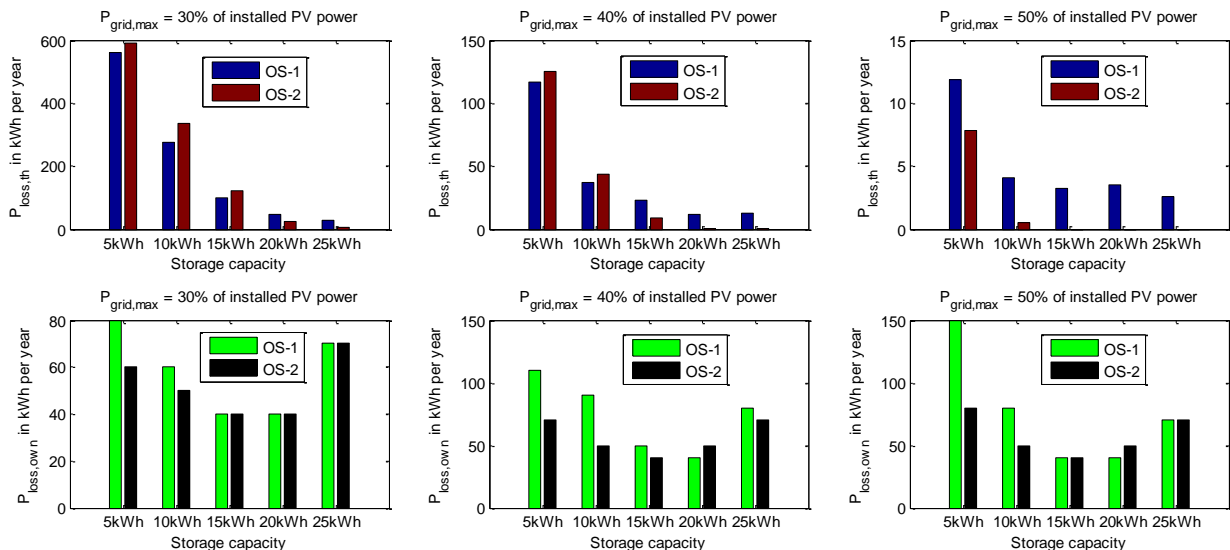 P_grid,max = 30% of installed PV power
P_loss,th in kWh per year
600
400
200
0
OS-1
OS-2
5kWh 10kWh 15kWh 20kWh 25kWh
Storage capacity
P_grid,max = 40% of installed PV power
P_loss,th in kWh per year
150
100
50
0
OS-1
OS-2
5kWh 10kWh 15kWh 20kWh 25kWh
Storage capacity
P_grid,max = 50% of installed PV power
P_loss,th in kWh per year
15
10
5
0
OS-1
OS-2
5kWh 10kWh 15kWh 20kWh 25kWh
Storage capacity
P_grid,max = 30% of installed PV power
P_loss,ow n in kWh per year
80
60
40
20
0
OS-1
OS-2
5kWh 10kWh 15kWh 20kWh 25kWh
Storage capacity
P_grid,max = 40% of installed PV power
P_loss,ow n in kWh per year
150
100
50
0
OS-1
OS-2
5kWh 10kWh 15kWh 20kWh 25kWh
Storage capacity
P_grid,max = 50% of installed PV power
P_loss,ow n in kWh per year
150
100
50
0
OS-1
OS-2
5kWh 10kWh 15kWh 20kWh 25kWh
Storage capacity